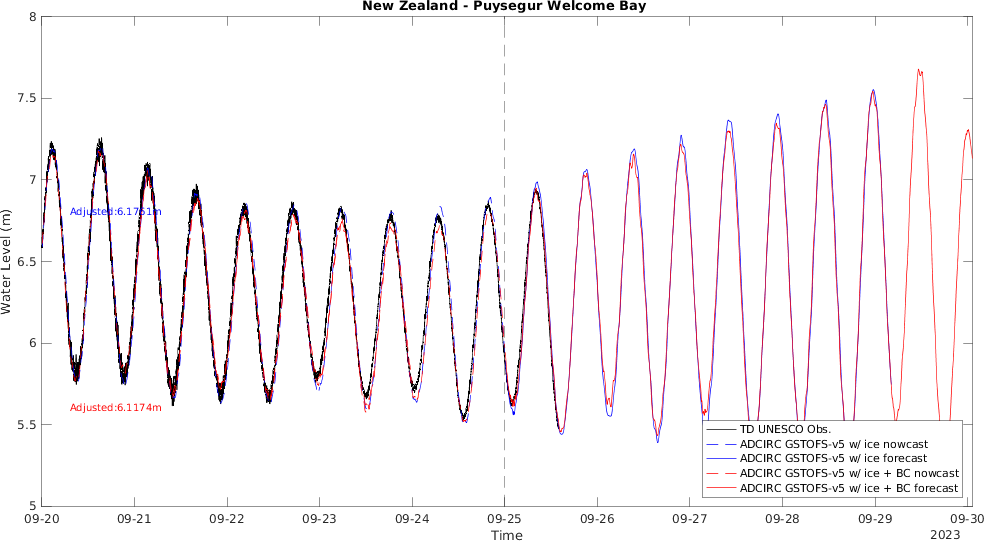 New Zealand - Puysegur Welcome Bay
8
7.5
7
6.5
6
5.5
5
Water Level (m)
Adjusted:6.1751m
Adjusted:6.1174m
TD UNESCO Obs.
ADCIRC GSTOFS-v5 w/ ice nowcast
ADCIRC GSTOFS-v5 w/ ice forecast
ADCIRC GSTOFS-v5 w/ ice + BC nowcast
ADCIRC GSTOFS-v5 w/ ice + BC forecast
09-20 09-21 09-22 09-23 09-24 09-25 09-26 09-27 09-28 09-29 09-30
Time
2023